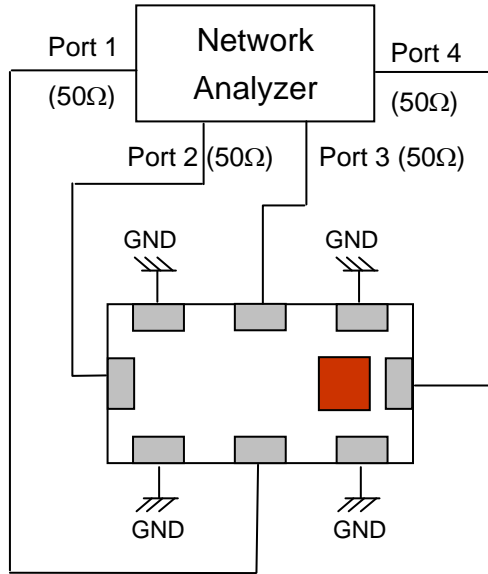 Port 1
Network
Analyzer
Port 4
(50Ω)
(50Ω)
Port 2 (50Ω)
Port 3 (50Ω)
GND
GND
GND
GND